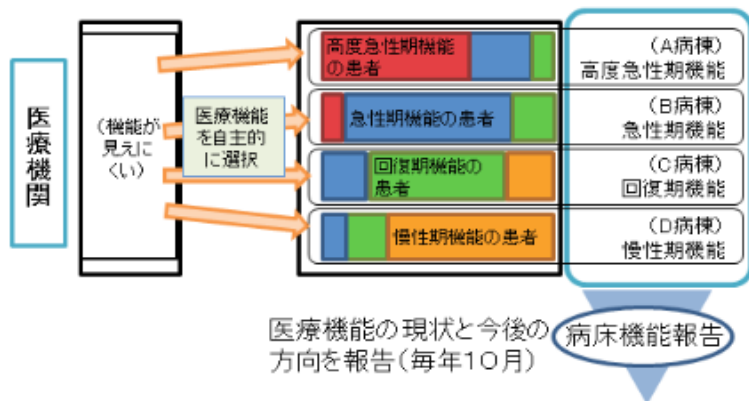 医療機関
(機能が
見えに
くい)
医療機能
を自主的
に選択
高度急性期機能
の患者
急性期機能の患者
回復期機能の
患者
慢性期機能の患者
(A病棟)
高度急性期機能
(B病棟)
急性期機能
(C病棟)
回復期機能
(D病棟)
慢性期機能
医療機能の現状と今後の
方向を報告(毎年10月)
病床機能報告